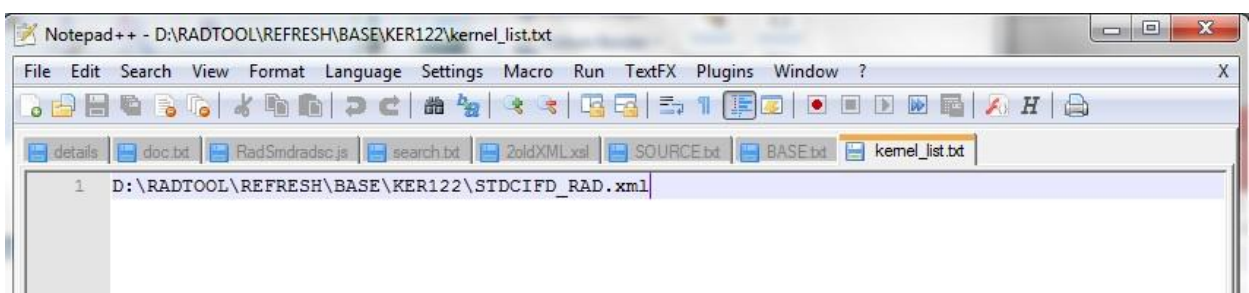 Notepad++ - D:\RADTOOL\REFRESH\BASE\KER122\kernel_list.txt
X
File Edit Search View Format Language Settings Macro Run TextFX Plugins Window ? X
details doc.txt RadSmdradsc.js search.txt 2oldXML.xsl SOURCE.txt BASE.txt kernel_list.txt
1 D:\RADTOOL\REFRESH\BASE\KER122\STDCIFD_RAD.xml